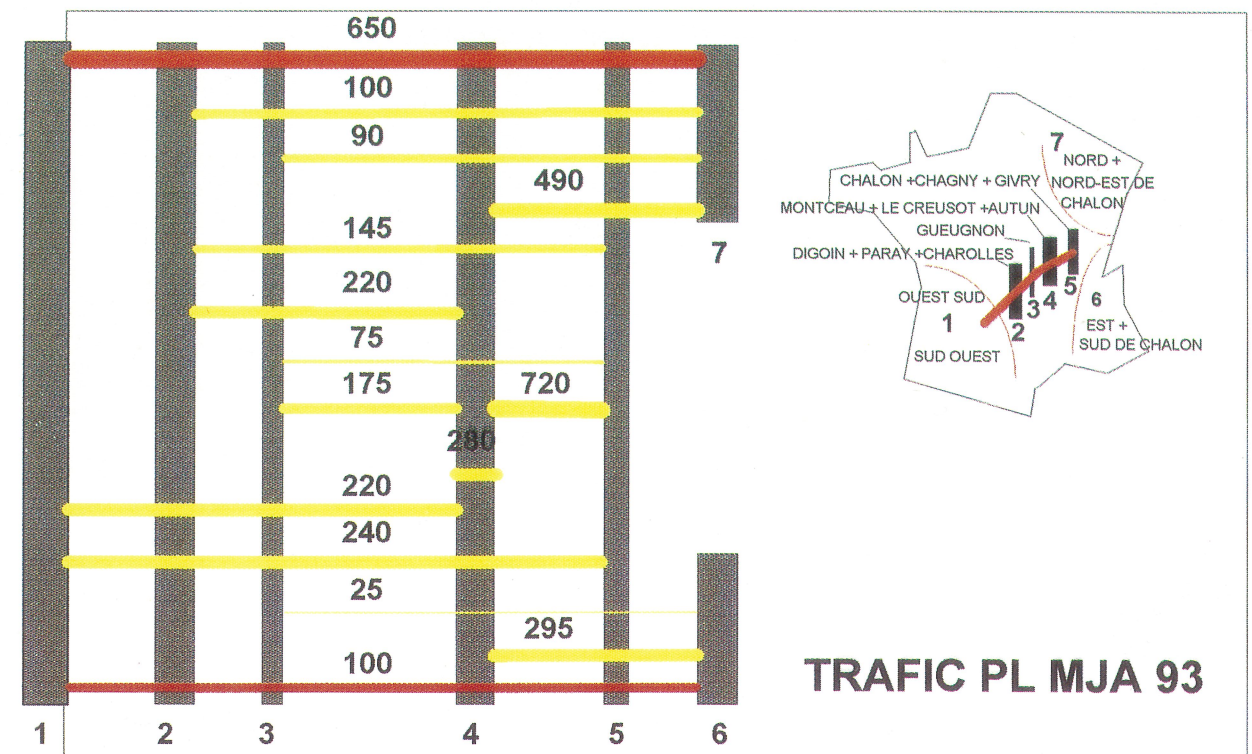 650
100
90
490
145
7
220
75
175
720
280
220
240
25
295
100
1
2
3
4
5
6
7
NORD +
NORD-EST DE
CHALON
CHALON +CHAGNY + GIVRY
MONTCEAU + LE CREUSOT +AUTUN
GUEUGNON
DIGOIN + PARAY +CHAROLLES
OUEST SUD
1
SUD OUEST
2
3
4
5
6
EST +
SUD DE CHALON
TRAFIC PL MJA 93